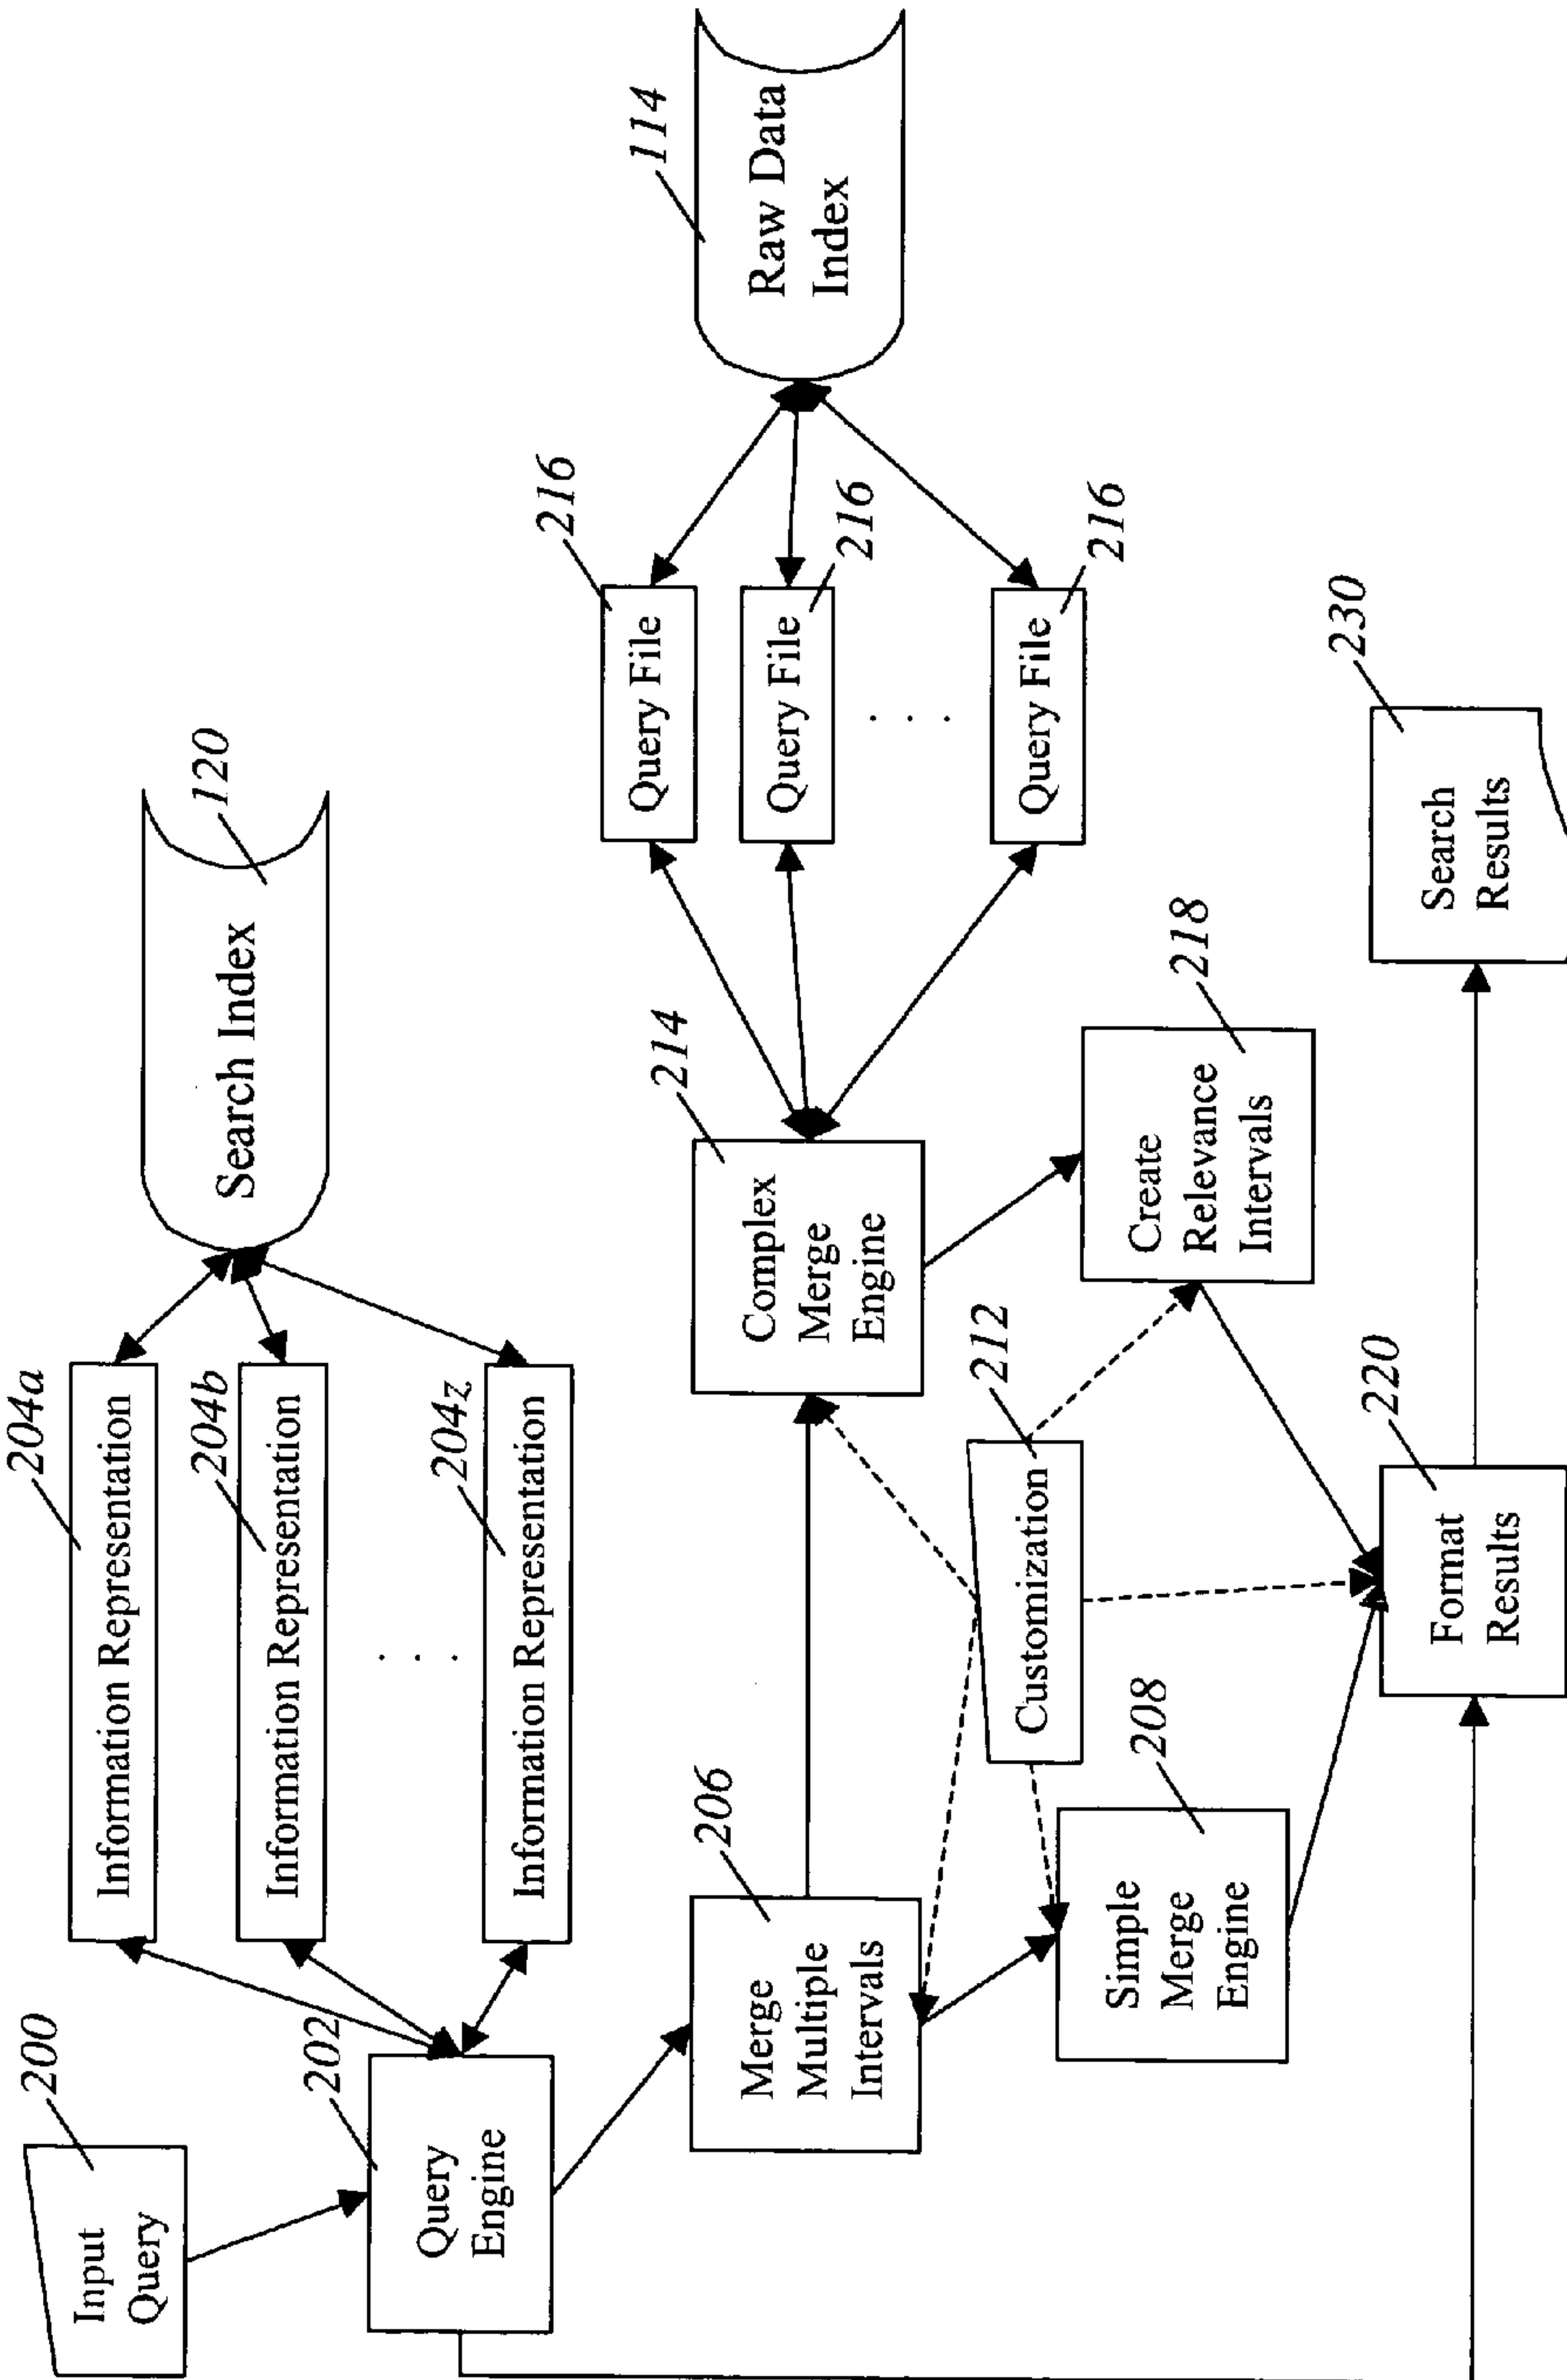 200
Input
Query
202
Query
Engine
204a
Information Representation
204b
Information Representation
. . .
204z
Information Representation
120
Search Index
206
Merge
Multiple
Intervals
214
Complex
Merge
Engine
216
Query File
216
Query File
. . .
216
Query File
114
Raw Data
Index
212
Customization
208
Simple
Merge
Engine
218
Create
Relevance
Intervals
220
Format
Results
230
Search
Results